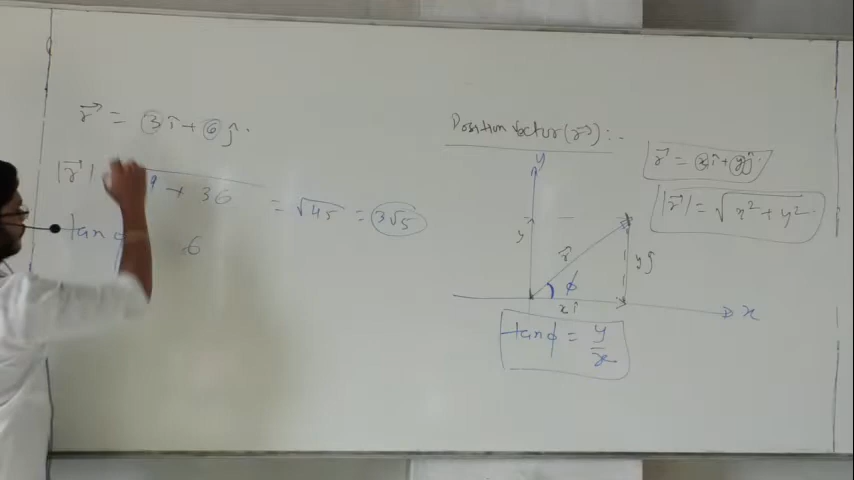 r⃗ = 3î + 6ĵ.
|r⃗| 9 + 36 = √45 = 3√5
tan ϕ 6
Position vector (r⃗) :-
r⃗ = xî + yĵ.
|r⃗| = √x² + y²
y
y
r⃗
yĵ
ϕ
xî
x
tanϕ = y/x